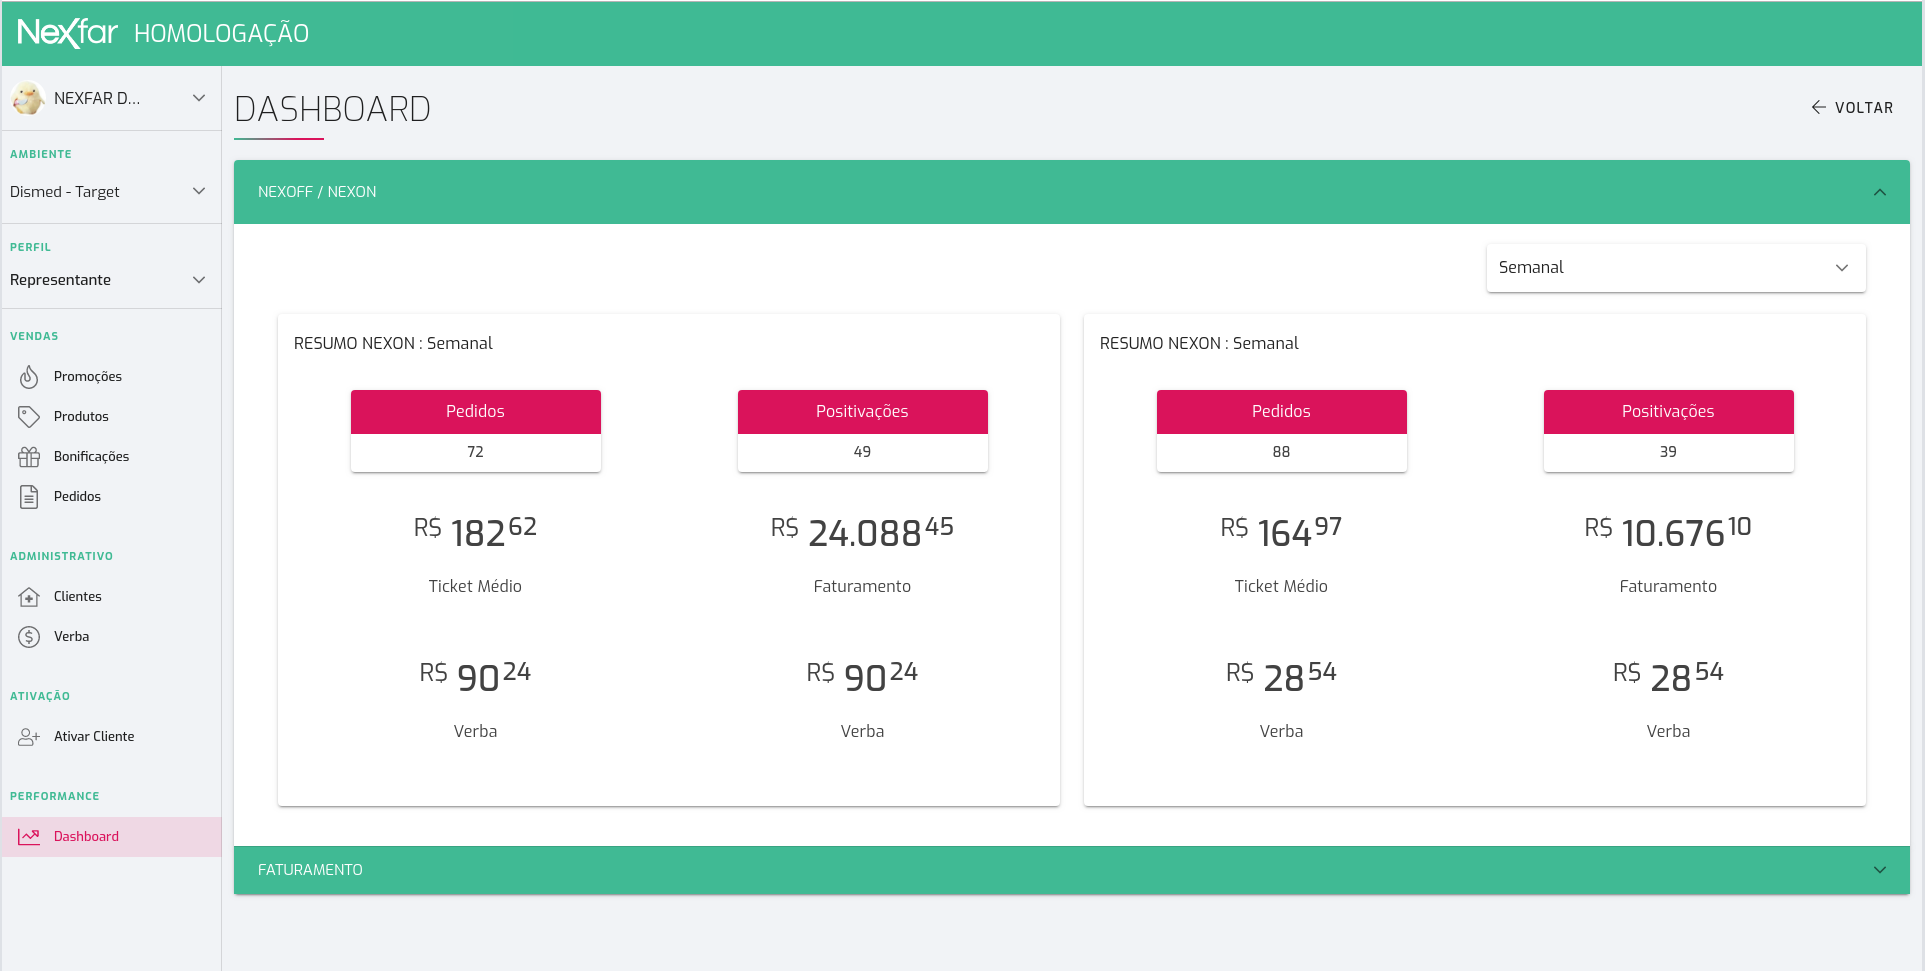 Nexfar HOMOLOGAÇÃO
NEXFAR D...
AMBIENTE
Dismed - Target
PERFIL
Representante
VENDAS
Promoções
Produtos
Bonificações
Pedidos
ADMINISTRATIVO
Clientes
Verba
ATIVAÇÃO
Ativar Cliente
PERFORMANCE
Dashboard
DASHBOARD
VOLTAR
NEXOFF / NEXON
Semanal
RESUMO NEXON : Semanal
Pedidos
72
Positivações
49
R$ 182 62
Ticket Médio
R$ 24.088 45
Faturamento
R$ 90 24
Verba
R$ 90 24
Verba
RESUMO NEXON : Semanal
Pedidos
88
Positivações
39
R$ 164 97
Ticket Médio
R$ 10.676 10
Faturamento
R$ 28 54
Verba
R$ 28 54
Verba
FATURAMENTO